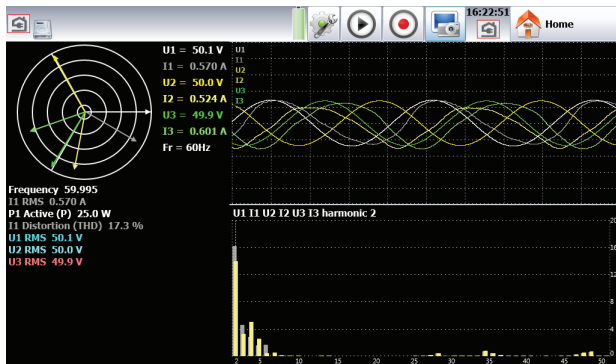 16:22:51
Home
U1 = 50.1 V
I1 = 0.570 A
U2 = 50.0 V
I2 = 0.524 A
U3 = 49.9 V
I3 = 0.601 A
Fr = 60Hz
U1
I1
U2
I2
U3
I3
Frequency 59.995
I1 RMS 0.570 A
P1 Active (P) 25.0 W
I1 Distortion (THD) 17.3 %
U1 RMS 50.1 V
U2 RMS 50.0 V
U3 RMS 49.9 V
U1 I1 U2 I2 U3 I3 harmonic 2
20
16
12
8
4
0
2 5 10 15 20 25 30 35 40 45 50